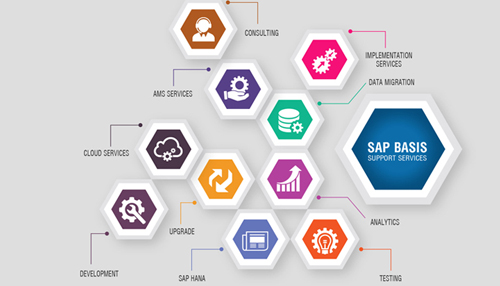 CONSULTING
IMPLEMENTATION
SERVICES
DATA MIGRATION
AMS SERVICES
SAP BASIS
SUPPORT SERVICES
CLOUD SERVICES
ANALYTICS
UPGRADE
DEVELOPMENT
SAP HANA
TESTING